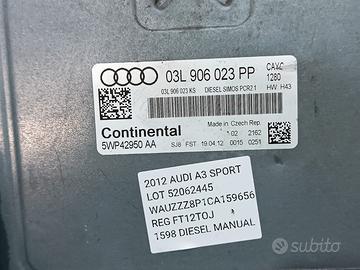 03L 906 023 PP
CAYC
1280
03L 906 023 KS DIESEL SIMOS PCR2.1 HW H43
Continental
Made in Czech Rep.
02 2162
5WP42950 AA SJ8 FST 19.04.12 0015 0251
2012 AUDI A3 SPORT
LOT 52062445
WAUZZZ8P1CA159656
REG FT12TOJ
1598 DIESEL MANUAL
subito